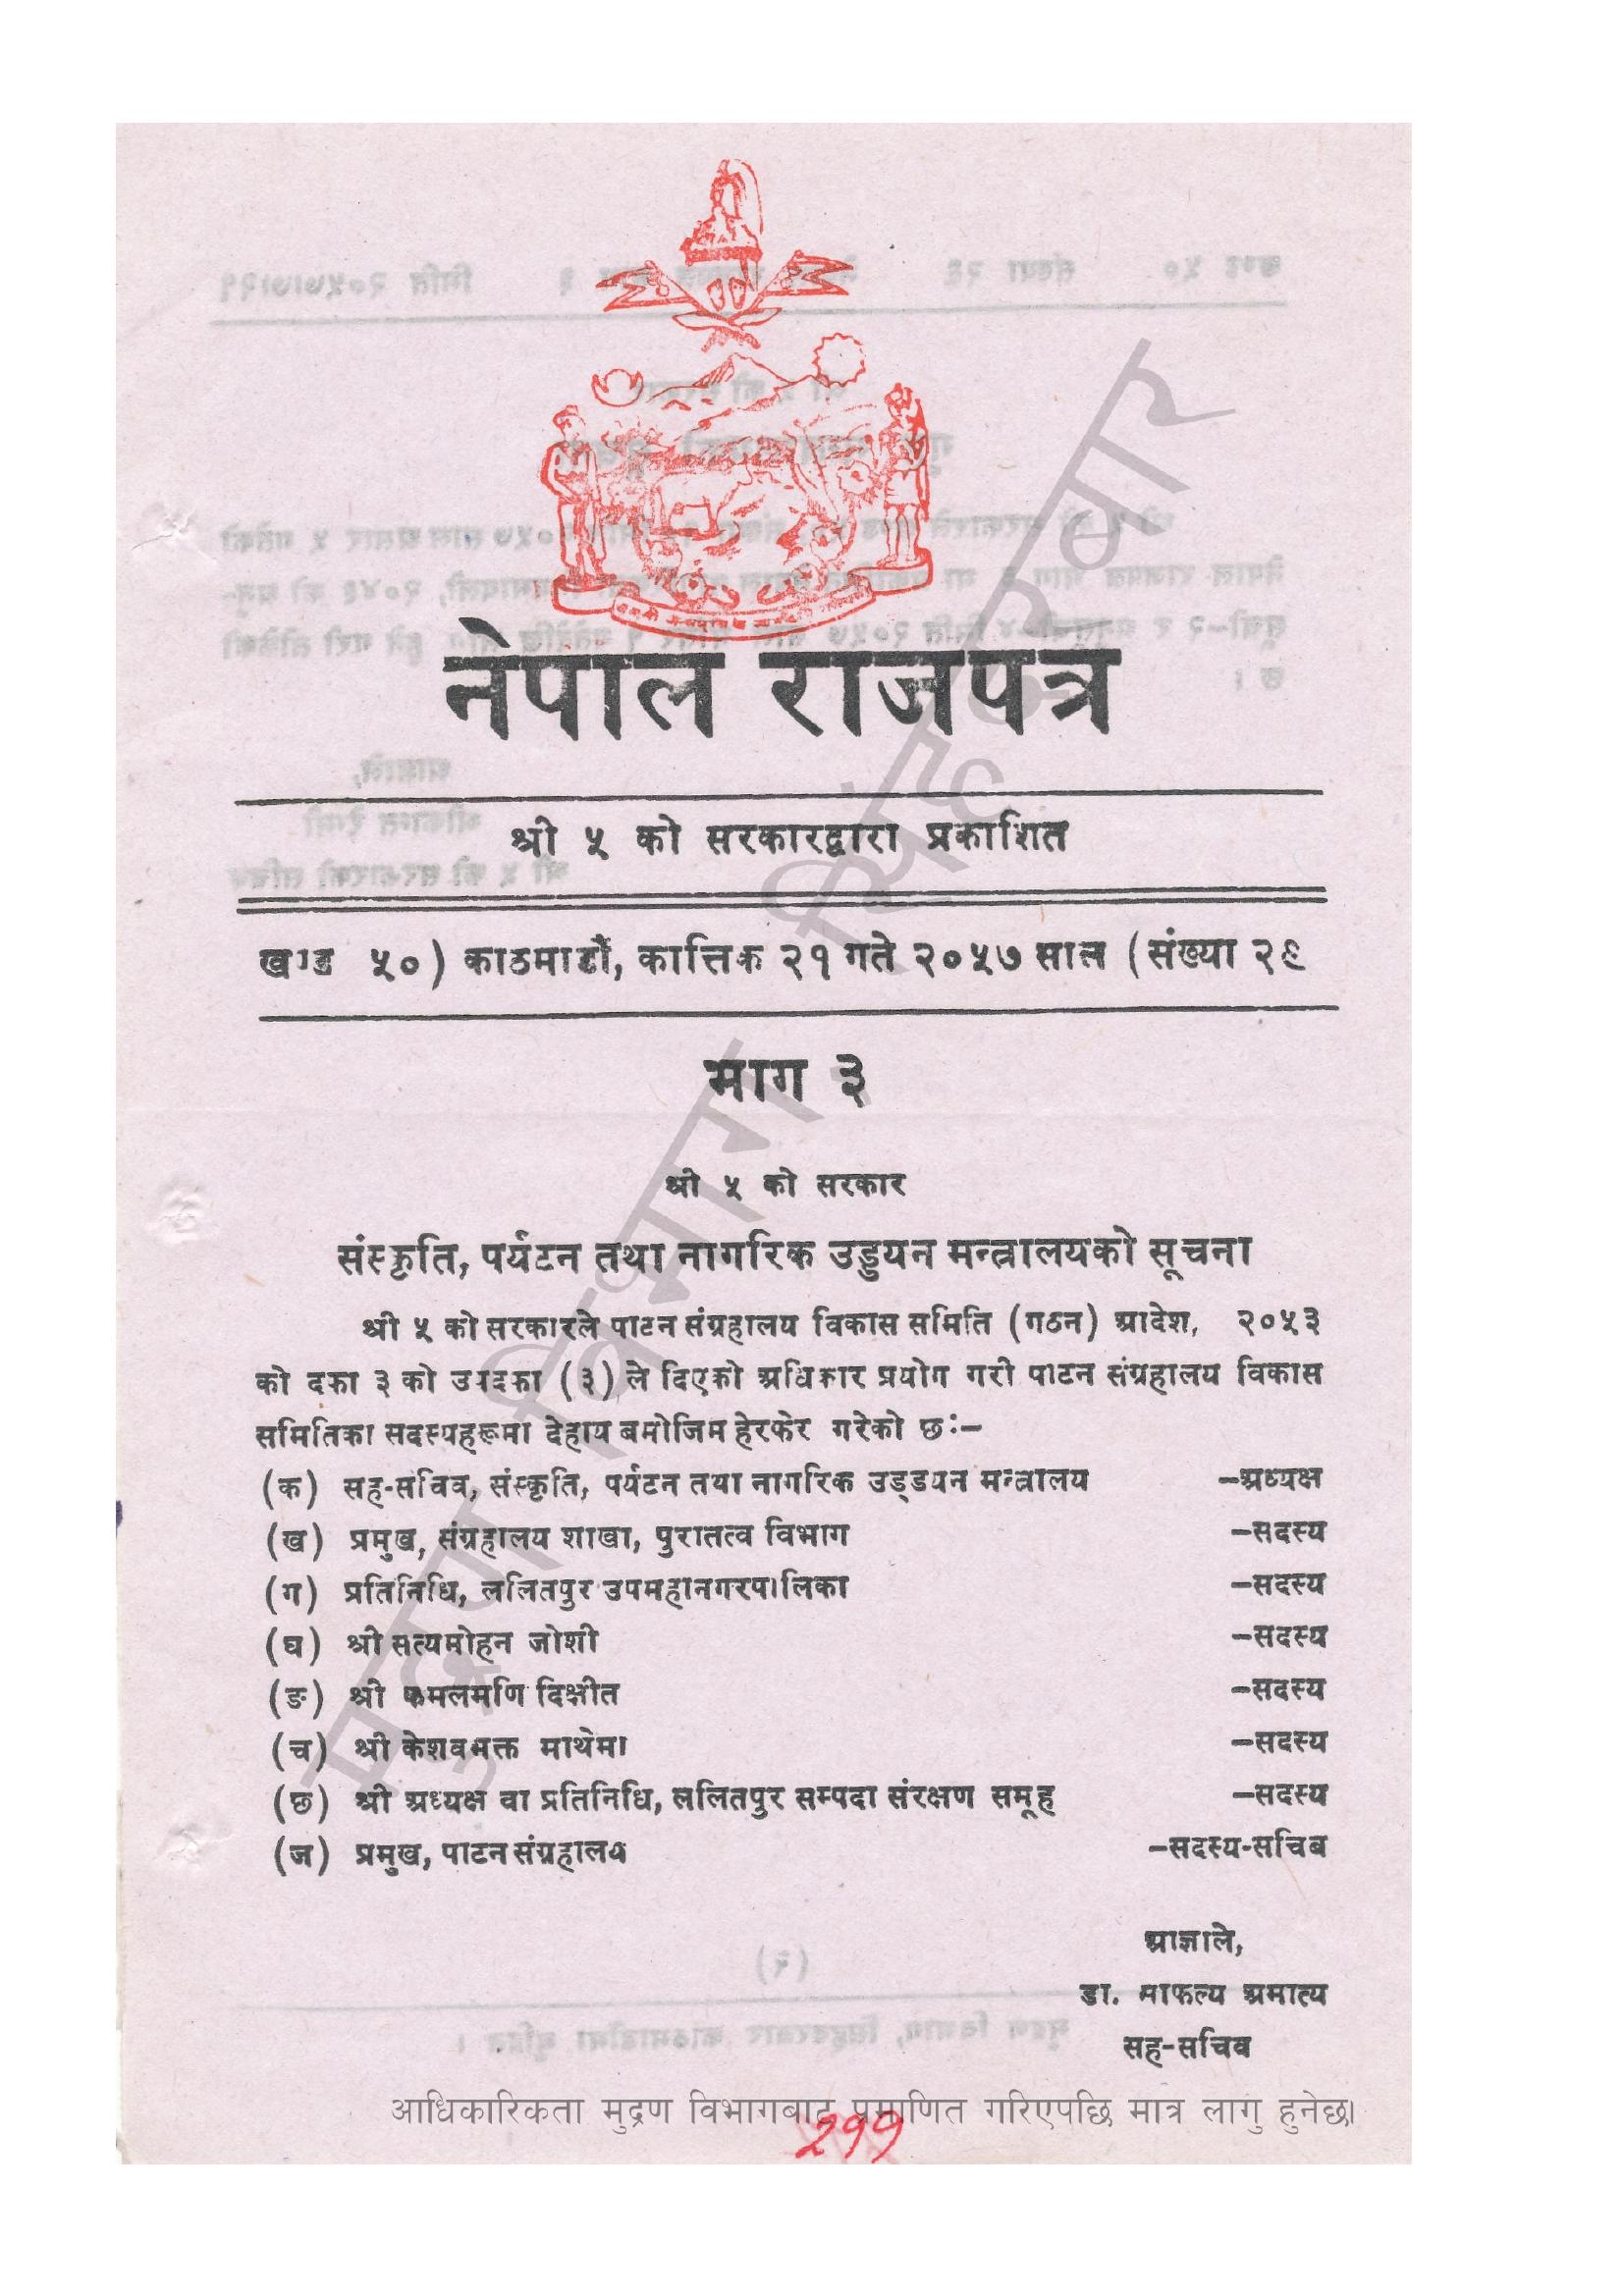 नेपाल राजपत्र
श्री ५ को सरकारद्वारा प्रकाशित
खण्ड ५०) काठमाडौं, कात्तिक २१ गते २०५७ साल (संख्या २९
भाग ३
श्री ५ को सरकार
संस्कृति, पर्यटन तथा नागरिक उड्डयन मन्त्रालयको सूचना
श्री ५ को सरकारले पाटन संग्रहालय विकास समिति (गठन) आदेश, २०५३
को दफा ३ को उपदफा (३) ले दिएको अधिकार प्रयोग गरी पाटन संग्रहालय विकास
समितिका सदस्यहरूमा देहाय बमोजिम हेरफेर गरेको छः–
(क) सह-सचिव, संस्कृति, पर्यटन तथा नागरिक उड्डयन मन्त्रालय –अध्यक्ष
(ख) प्रमुख, संग्रहालय शाखा, पुरातत्व विभाग –सदस्य
(ग) प्रतिनिधि, ललितपुर उपमहानगरपालिका –सदस्य
(घ) श्री सत्यमोहन जोशी –सदस्य
(ङ) श्री कमलमणि दिक्षीत –सदस्य
(च) श्री केशवभक्त माथेमा –सदस्य
(छ) श्री अध्यक्ष वा प्रतिनिधि, ललितपुर सम्पदा संरक्षण समूह –सदस्य
(ज) प्रमुख, पाटन संग्रहालय –सदस्य-सचिब
आज्ञाले,
डा. माफल्य अमात्य
सह-सचिव
मुद्रण विभाग, सिंहदरबार
आधिकारिकता मुद्रण विभागबाट प्रमाणित गरिएपछि मात्र लागु हुनेछ।
२११